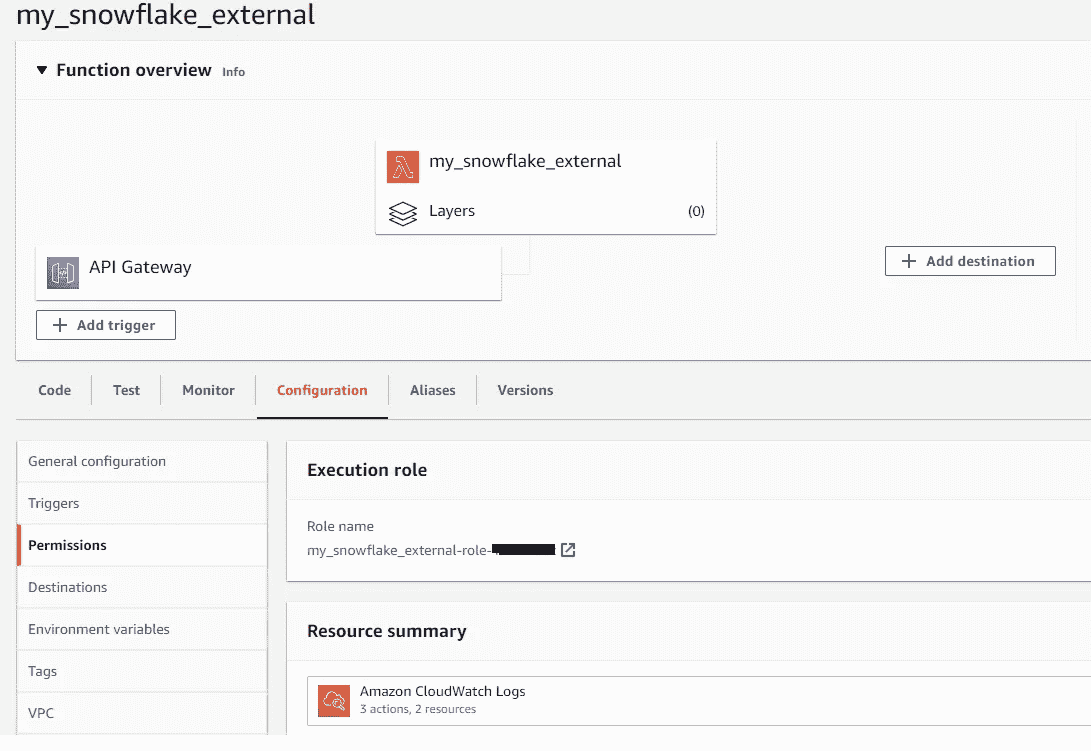 my_snowflake_external
Function overview Info
my_snowflake_external
Layers (0)
API Gateway
Add destination
Add trigger
Code Test Monitor Configuration Aliases Versions
General configuration
Triggers
Permissions
Destinations
Environment variables
Tags
VPC
Execution role
Role name
my_snowflake_external-role-
Resource summary
Amazon CloudWatch Logs
3 actions, 2 resources